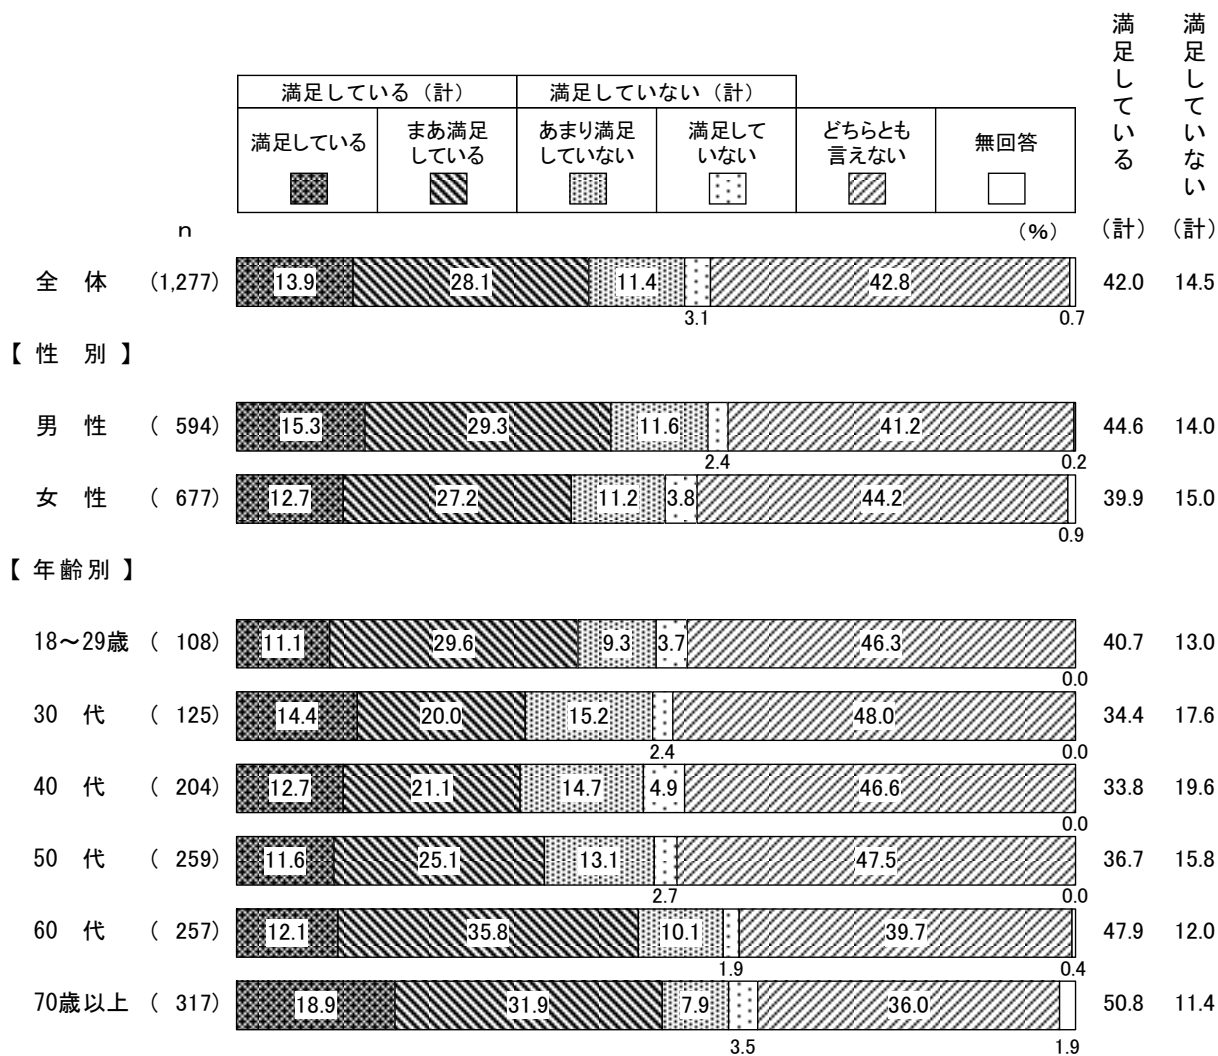 満足している
満足していない
満足している（計） 満足していない（計）
満足している まあ満足している あまり満足していない 満足していない どちらとも言えない 無回答
ｎ （％） （計） （計）
全 体 (1,277) 13.9 28.1 11.4 42.8 42.0 14.5
3.1 0.7
【 性 別 】
男 性 ( 594) 15.3 29.3 11.6 41.2 44.6 14.0
2.4 0.2
女 性 ( 677) 12.7 27.2 11.2 3.8 44.2 39.9 15.0
0.9
【 年齢別 】
18～29歳 ( 108) 11.1 29.6 9.3 3.7 46.3 40.7 13.0
0.0
30 代 ( 125) 14.4 20.0 15.2 48.0 34.4 17.6
2.4 0.0
40 代 ( 204) 12.7 21.1 14.7 4.9 46.6 33.8 19.6
0.0
50 代 ( 259) 11.6 25.1 13.1 47.5 36.7 15.8
2.7 0.0
60 代 ( 257) 12.1 35.8 10.1 39.7 47.9 12.0
1.9 0.4
70歳以上 ( 317) 18.9 31.9 7.9 36.0 50.8 11.4
3.5 1.9